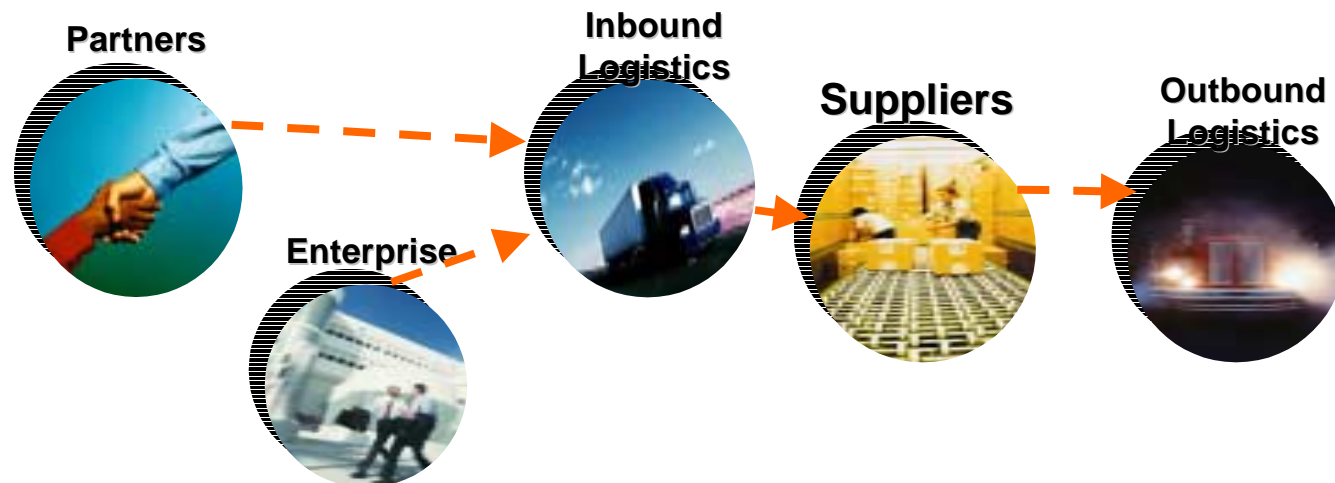 Partners
Inbound
Logistics
Suppliers
Outbound
Logistics
Enterprise